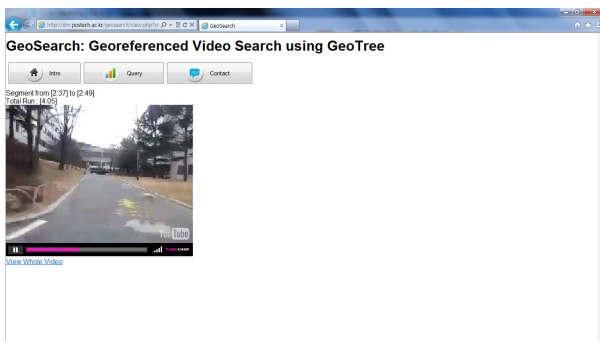 http://dm.postech.ac.kr/geosearch/view.php?id
GeoSearch
GeoSearch: Georeferenced Video Search using GeoTree
Intro
Query
Contact
Segment from [2:37] to [2:49]
Total Run : [4:05]
YouTube
TUBECHOP
View Whole Video